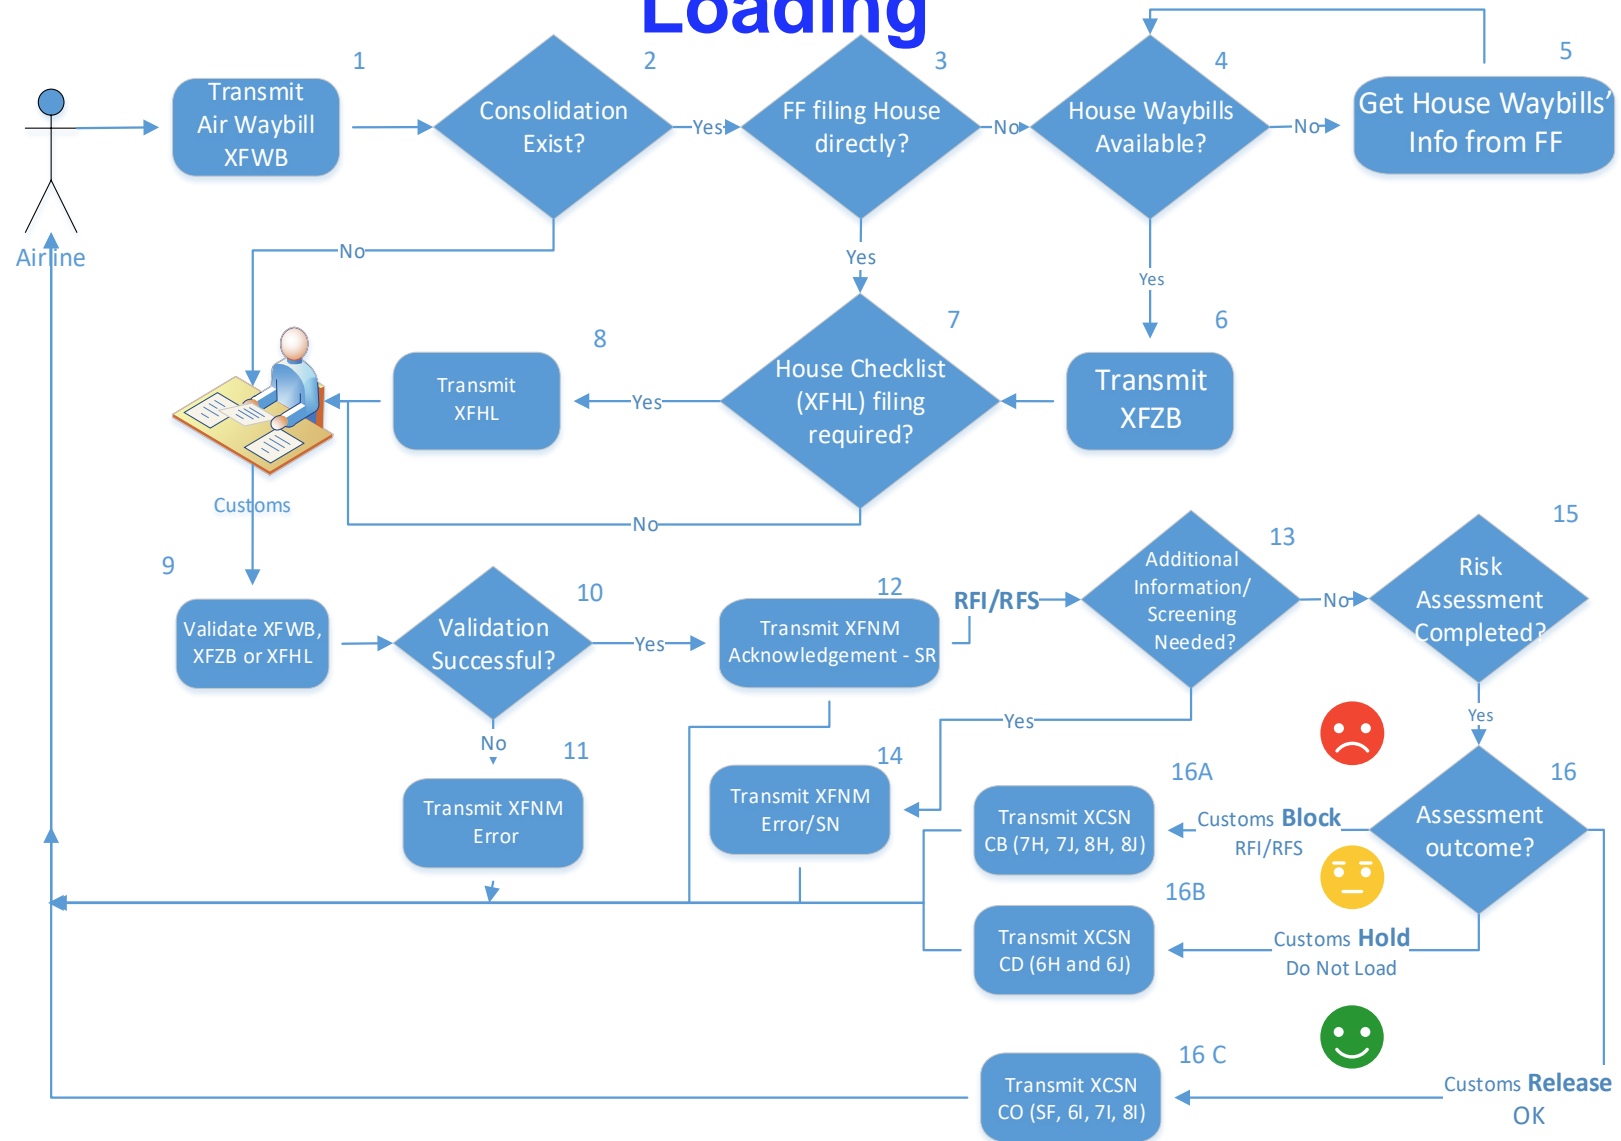 Loading
1
Transmit
Air Waybill
XFWB
2
Consolidation
Exist?
Yes
3
FF filing House
directly?
No
4
House Waybills
Available?
No
5
Get House Waybills'
Info from FF
Airline
No
Yes
Yes
6
Transmit
XFZB
7
House Checklist
(XFHL) filing
required?
Yes
8
Transmit
XFHL
No
Customs
9
Validate XFWB,
XFZB or XFHL
10
Validation
Successful?
Yes
No
11
Transmit XFNM
Error
12
Transmit XFNM
Acknowledgement - SR
RFI/RFS
13
Additional
Information/
Screening
Needed?
No
Yes
14
Transmit XFNM
Error/SN
15
Risk
Assessment
Completed?
Yes
16
Assessment
outcome?
16A
Transmit XCSN
CB (7H, 7J, 8H, 8J)
Customs Block
RFI/RFS
16B
Transmit XCSN
CD (6H and 6J)
Customs Hold
Do Not Load
16 C
Transmit XCSN
CO (SF, 6I, 7I, 8I)
Customs Release
OK